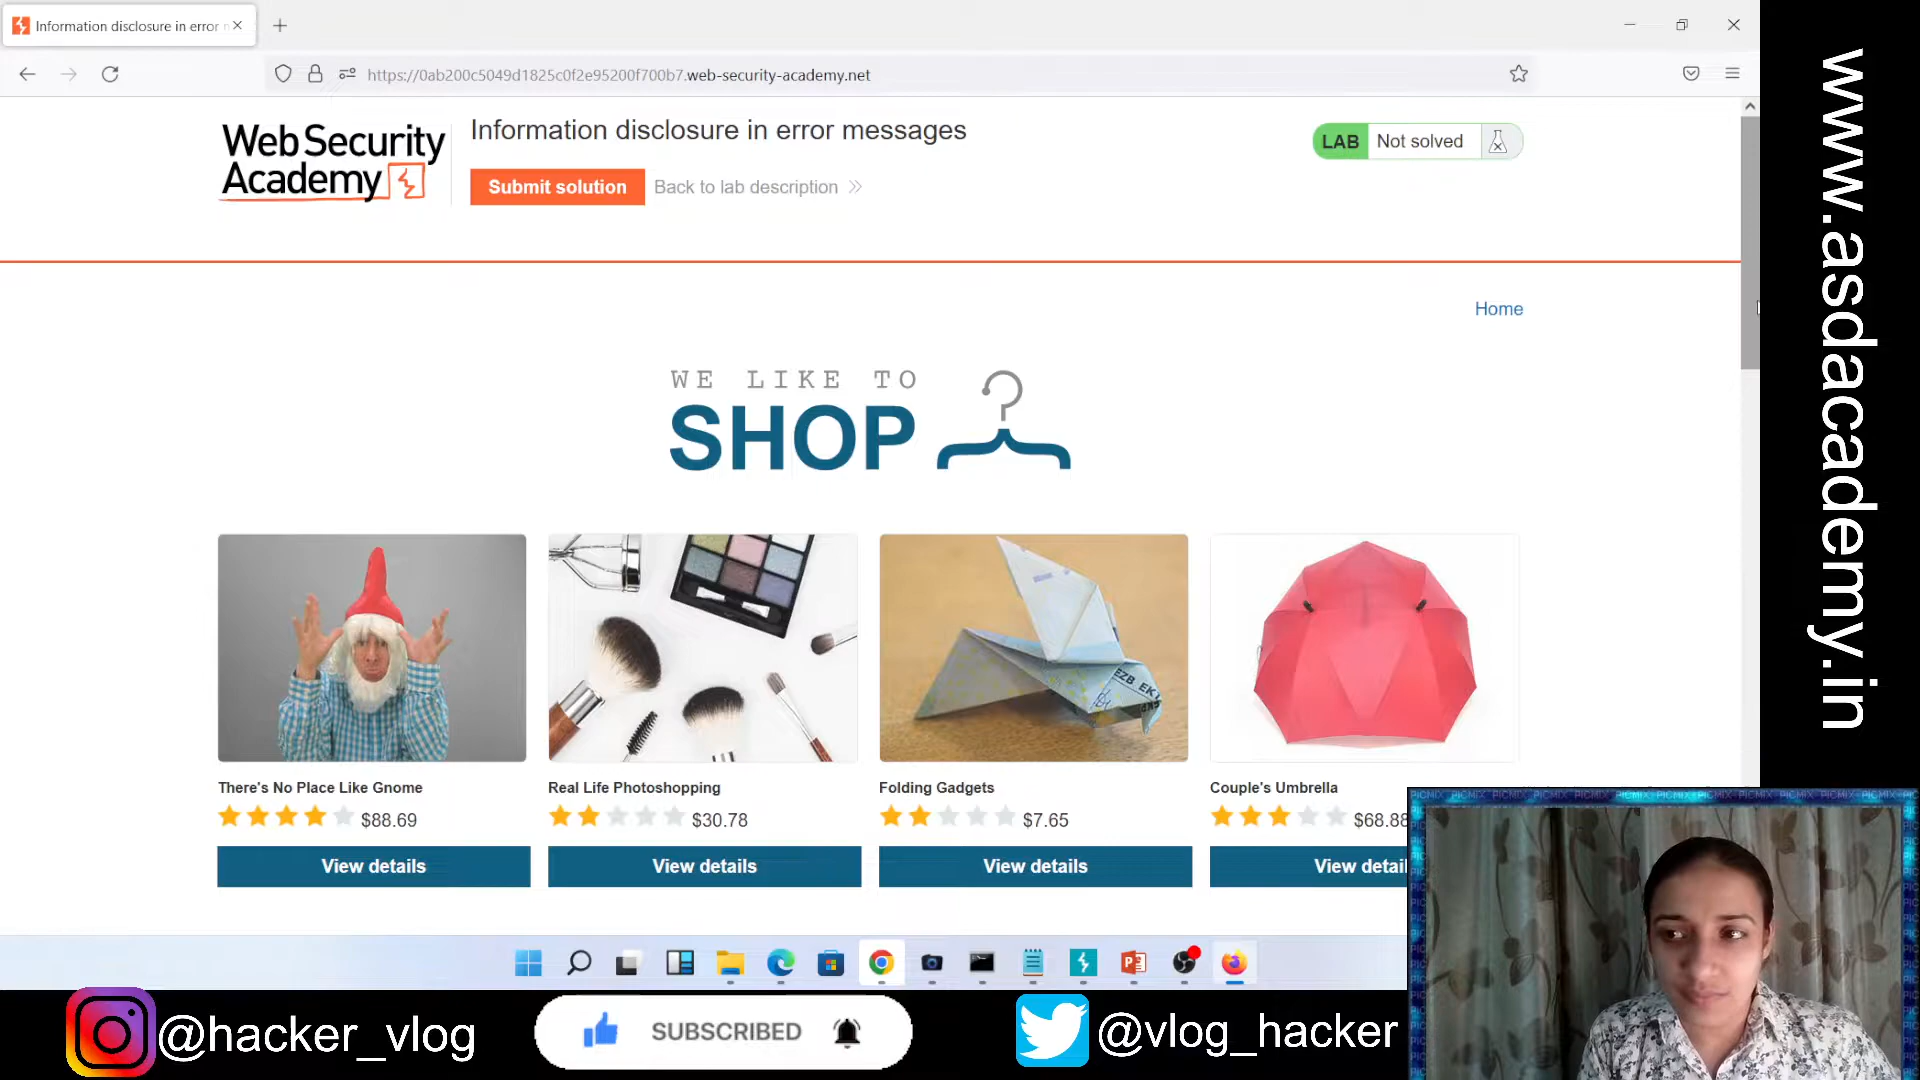 Information disclosure in error
https://0ab200c5049d1825c0f2e95200f700b7.web-security-academy.net
Web Security
Academy
Information disclosure in error messages
Submit solution
Back to lab description
LAB
Not solved
Home
WE LIKE TO
SHOP
There's No Place Like Gnome
$88.69
View details
Real Life Photoshopping
$30.78
View details
Folding Gadgets
$7.65
View details
Couple's Umbrella
$68.88
View detail
EZB EK
www.asdacademy.in
PICMIX
@hacker_vlog
SUBSCRIBED
@vlog_hacker